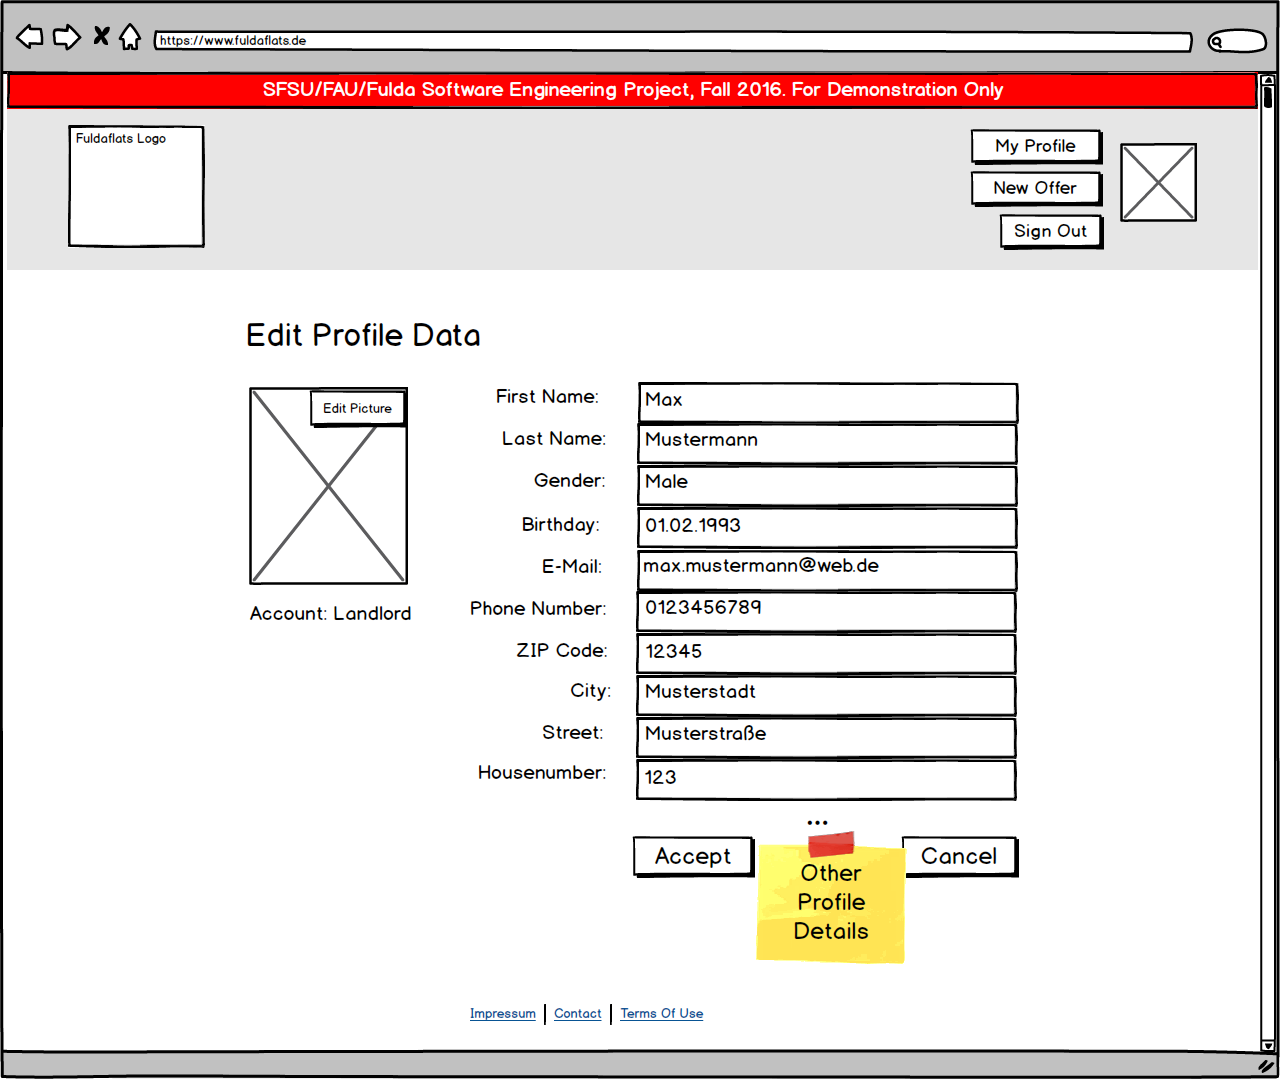 https://www.fuldaflats.de
SFSU/FAU/Fulda Software Engineering Project, Fall 2016. For Demonstration Only
Fuldaflats Logo
My Profile
New Offer
Sign Out
Edit Profile Data
Edit Picture
Account: Landlord
First Name: Max
Last Name: Mustermann
Gender: Male
Birthday: 01.02.1993
E-Mail: max.mustermann@web.de
Phone Number: 0123456789
ZIP Code: 12345
City: Musterstadt
Street: Musterstraße
Housenumber: 123
...
Accept
Other
Profile
Details
Cancel
Impressum | Contact | Terms Of Use